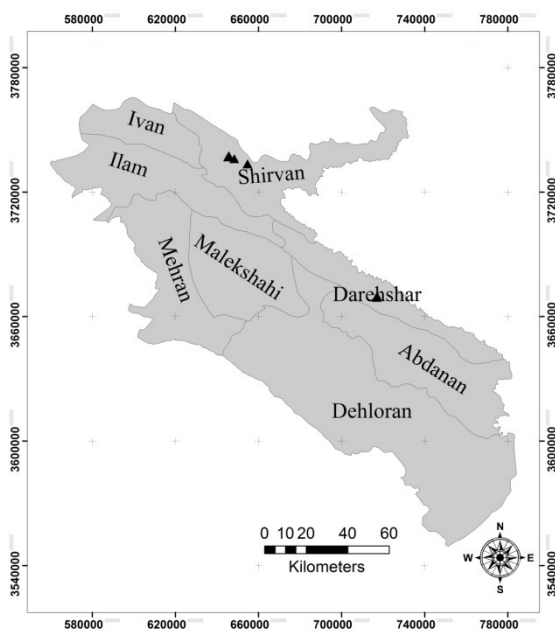 580000 620000 660000 700000 740000 780000
3780000 3780000
Ivan
Ilam
Shirvan
3720000 3720000
Mehran
Malekshahi
Darehshar
3660000 3660000
Abdanan
Dehloran
3600000 3600000
0 10 20 40 60
Kilometers
N
W E
S
3540000 3540000
580000 620000 660000 700000 740000 780000